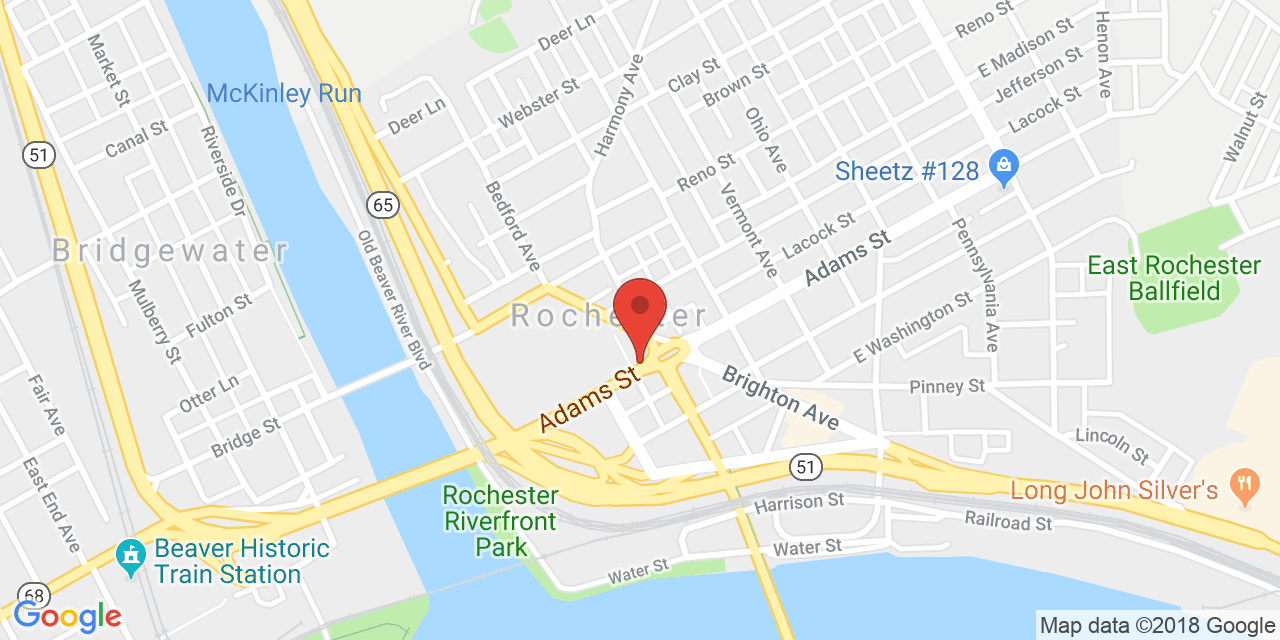 Deer Ln
Reno St
Henon Ave
E Madison St
Market St
McKinley Run
Webster St
Clay St
Brown St
Jefferson St
Harmony Ave
Deer Ln
Lacock St
Canal St
Ohio Ave
Walnut St
51
Riverside Dr
Sheetz #128
Reno St
65
Bedford Ave
Vermont Ave
Lacock St
Bridgewater
Old Beaver River Blvd
Adams St
Pennsylvania Ave
East Rochester
Ballfield
Mulberry St
Fulton St
Rochester
E Washington St
Otter Ln
Adams St
Brighton Ave
Pinney St
Fair Ave
Bridge St
Lincoln St
51
East End Ave
Rochester
Riverfront
Park
Harrison St
Long John Silver's
Railroad St
Beaver Historic
Train Station
Water St
Water St
68
Google
Map data ©2018 Google